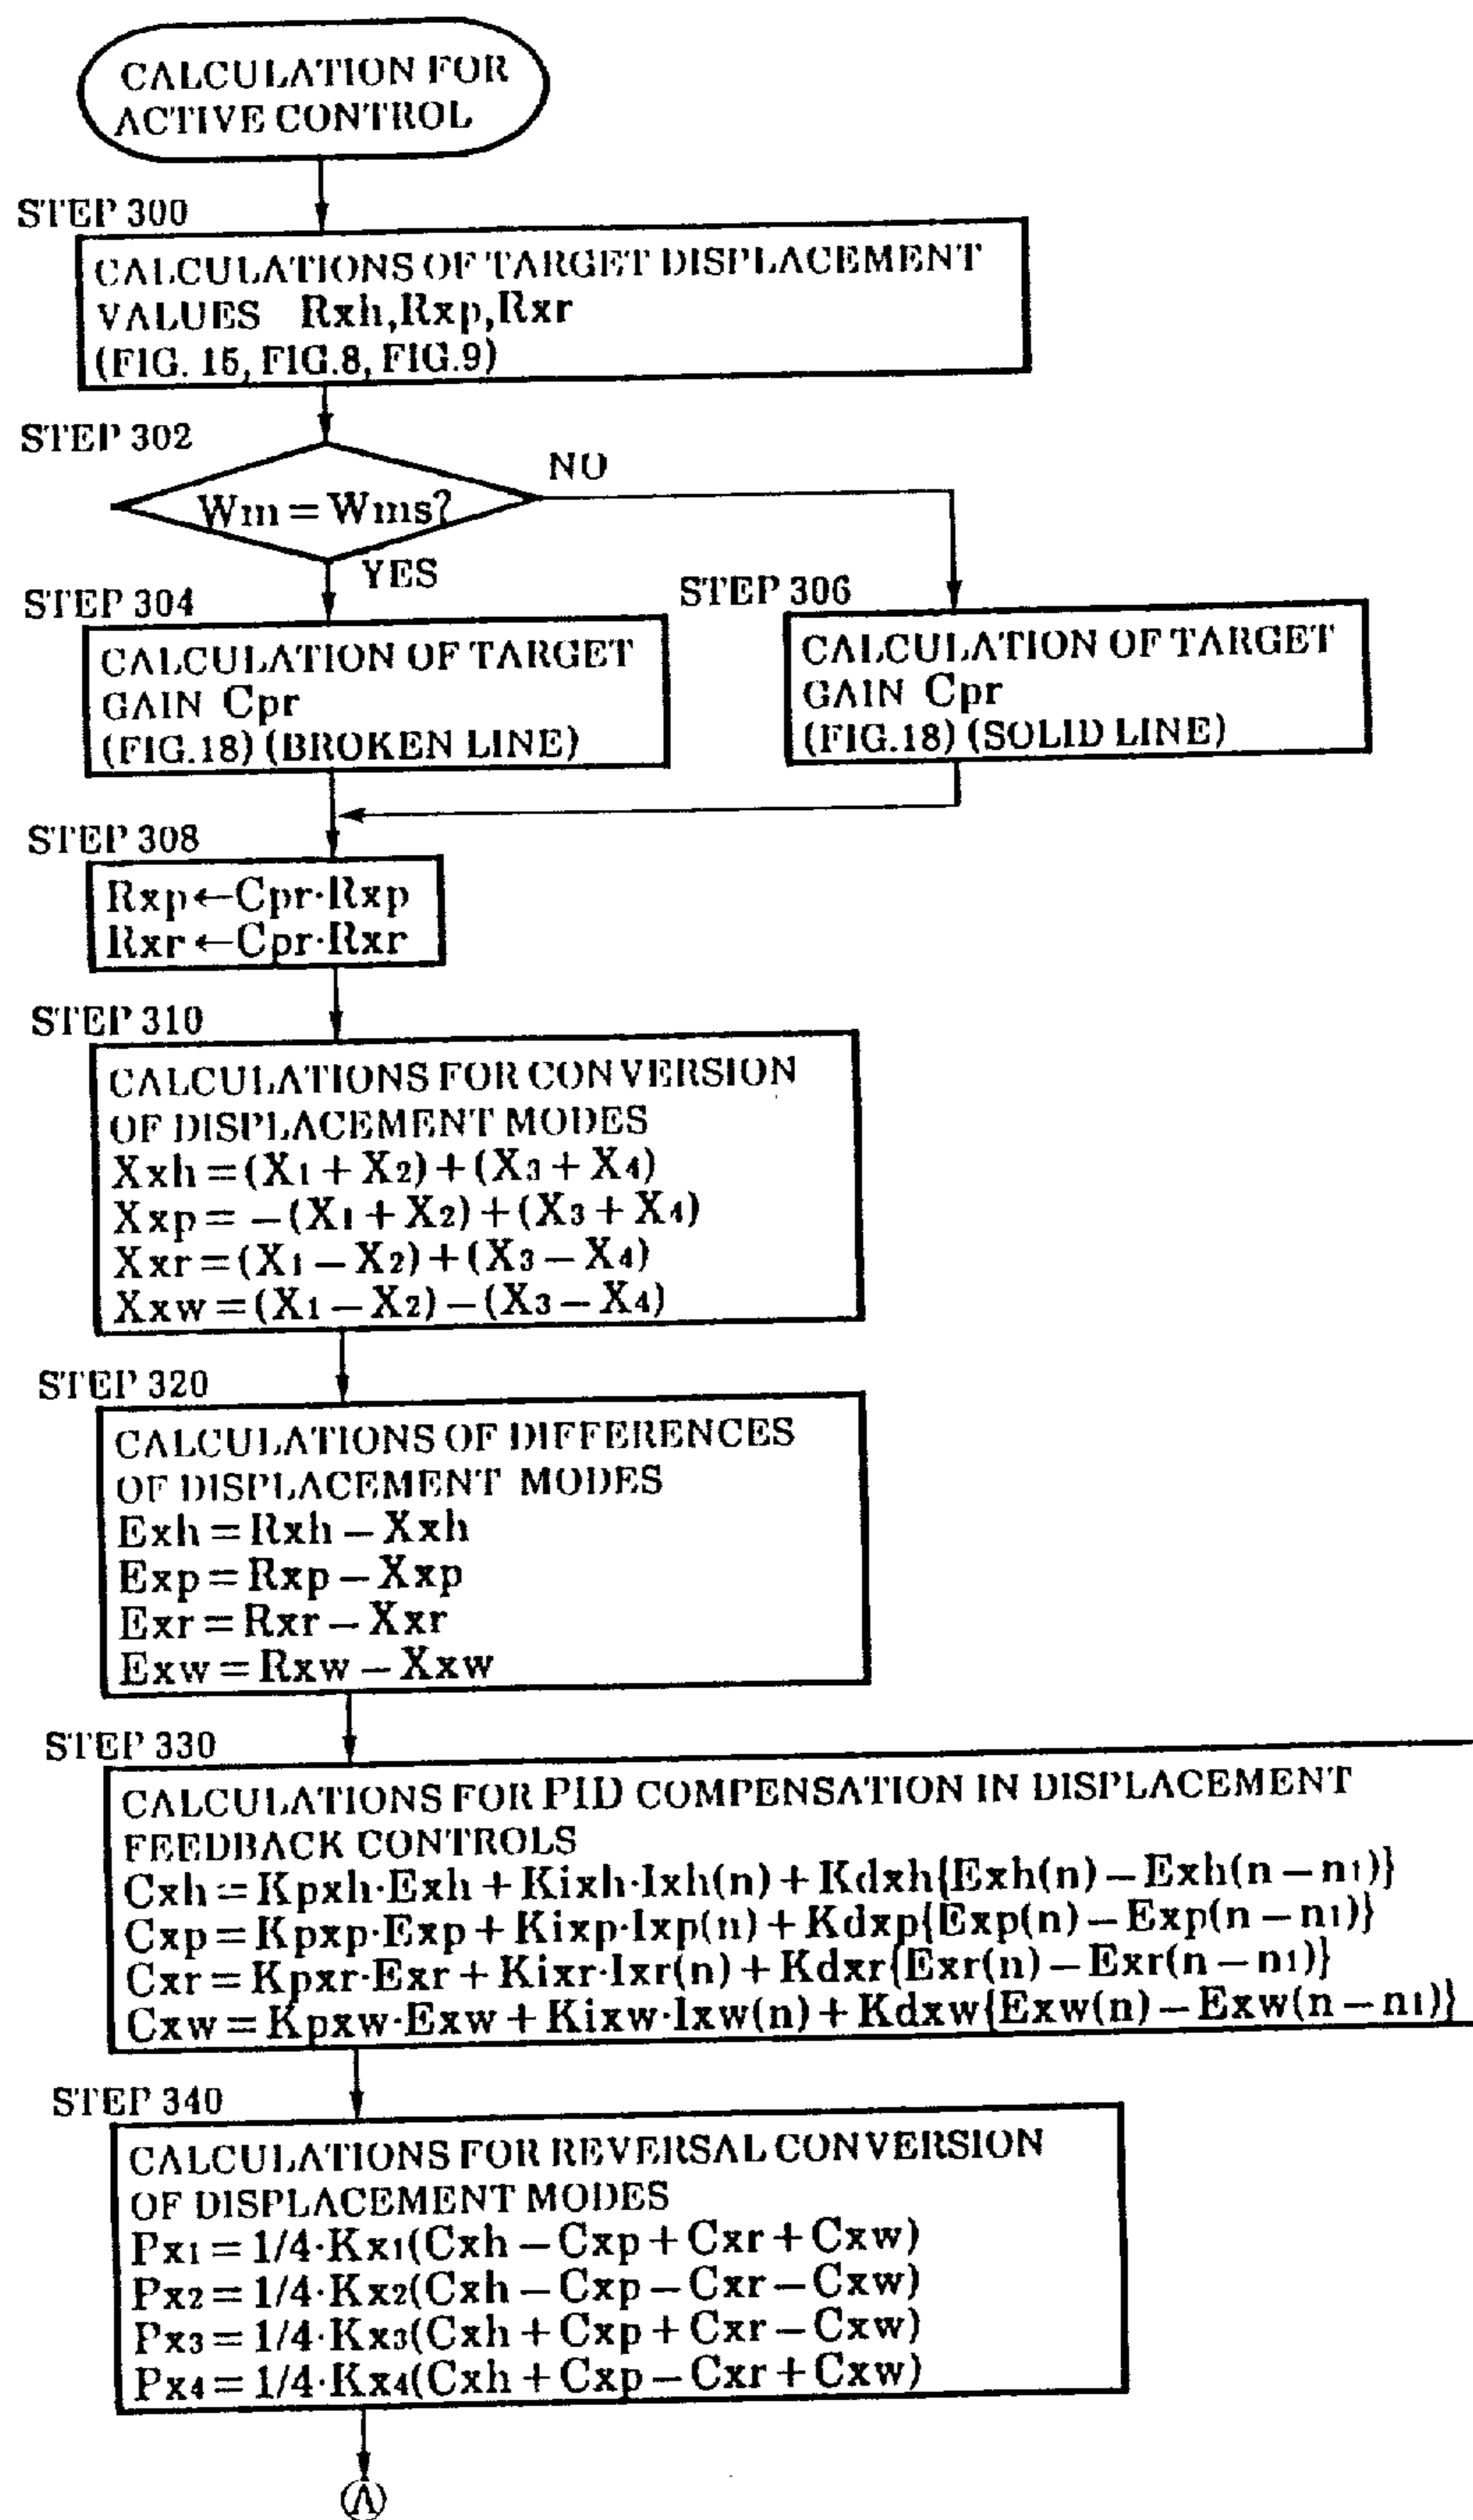 CALCULATION FOR
ACTIVE CONTROL
STEP 300
CALCULATIONS OF TARGET DISPLACEMENT
VALUES Rxh,Rxp,Rxr
(FIG. 15, FIG.8, FIG.9)
STEP 302
Wm=Wms?
NO
YES
STEP 304
CALCULATION OF TARGET
GAIN Cpr
(FIG.18) (BROKEN LINE)
STEP 306
CALCULATION OF TARGET
GAIN Cpr
(FIG.18) (SOLID LINE)
STEP 308
Rxp←Cpr·Rxp
Rxr←Cpr·Rxr
STEP 310
CALCULATIONS FOR CONVERSION
OF DISPLACEMENT MODES
Xxh=(X1+X2)+(X3+X4)
Xxp=−(X1+X2)+(X3+X4)
Xxr=(X1−X2)+(X3−X4)
Xxw=(X1−X2)−(X3−X4)
STEP 320
CALCULATIONS OF DIFFERENCES
OF DISPLACEMENT MODES
Exh=Rxh−Xxh
Exp=Rxp−Xxp
Exr=Rxr−Xxr
Exw=Rxw−Xxw
STEP 330
CALCULATIONS FOR PID COMPENSATION IN DISPLACEMENT
FEEDBACK CONTROLS
Cxh=Kpxh·Exh+Kixh·Ixh(n)+Kdxh{Exh(n)−Exh(n−n1)}
Cxp=Kpxp·Exp+Kixp·Ixp(n)+Kdxp{Exp(n)−Exp(n−n1)}
Cxr=Kpxr·Exr+Kixr·Ixr(n)+Kdxr{Exr(n)−Exr(n−n1)}
Cxw=Kpxw·Exw+Kixw·Ixw(n)+Kdxw{Exw(n)−Exw(n−n1)}
STEP 340
CALCULATIONS FOR REVERSAL CONVERSION
OF DISPLACEMENT MODES
Px1=1/4·Kx1(Cxh−Cxp+Cxr+Cxw)
Px2=1/4·Kx2(Cxh−Cxp−Cxr−Cxw)
Px3=1/4·Kx3(Cxh+Cxp+Cxr−Cxw)
Px4=1/4·Kx4(Cxh+Cxp−Cxr+Cxw)
A